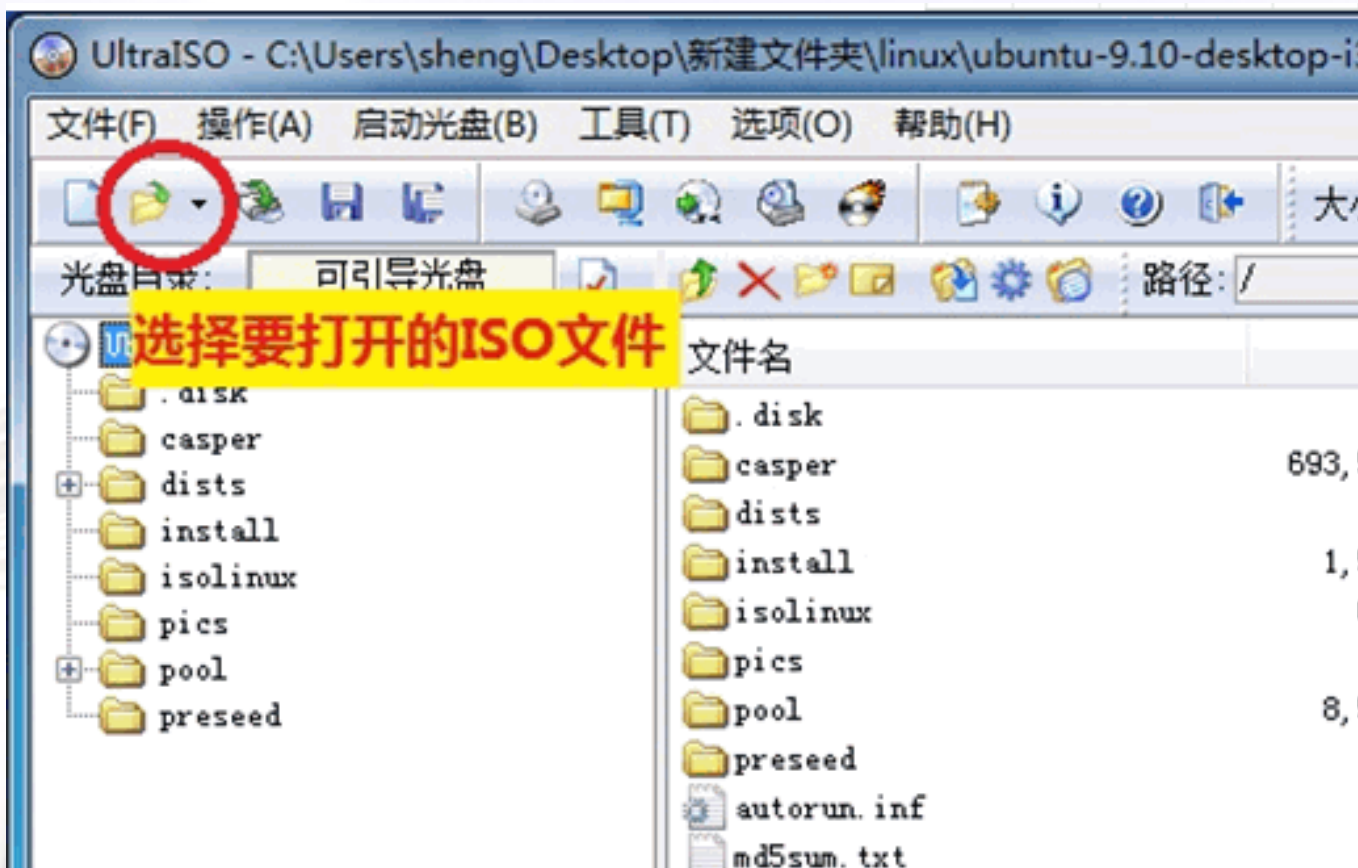 UltraISO - C:\Users\sheng\Desktop\新建文件夹\linux\ubuntu-9.10-desktop-i
文件(F) 操作(A) 启动光盘(B) 工具(T) 选项(O) 帮助(H)
大小
光盘目录: 可引导光盘 路径: /
选择要打开的ISO文件
文件名
.disk
casper
dists
install
isolinux
pics
pool
preseed
.disk
casper 693,
dists
install 1,
isolinux
pics
pool 8,
preseed
autorun.inf
md5sum.txt